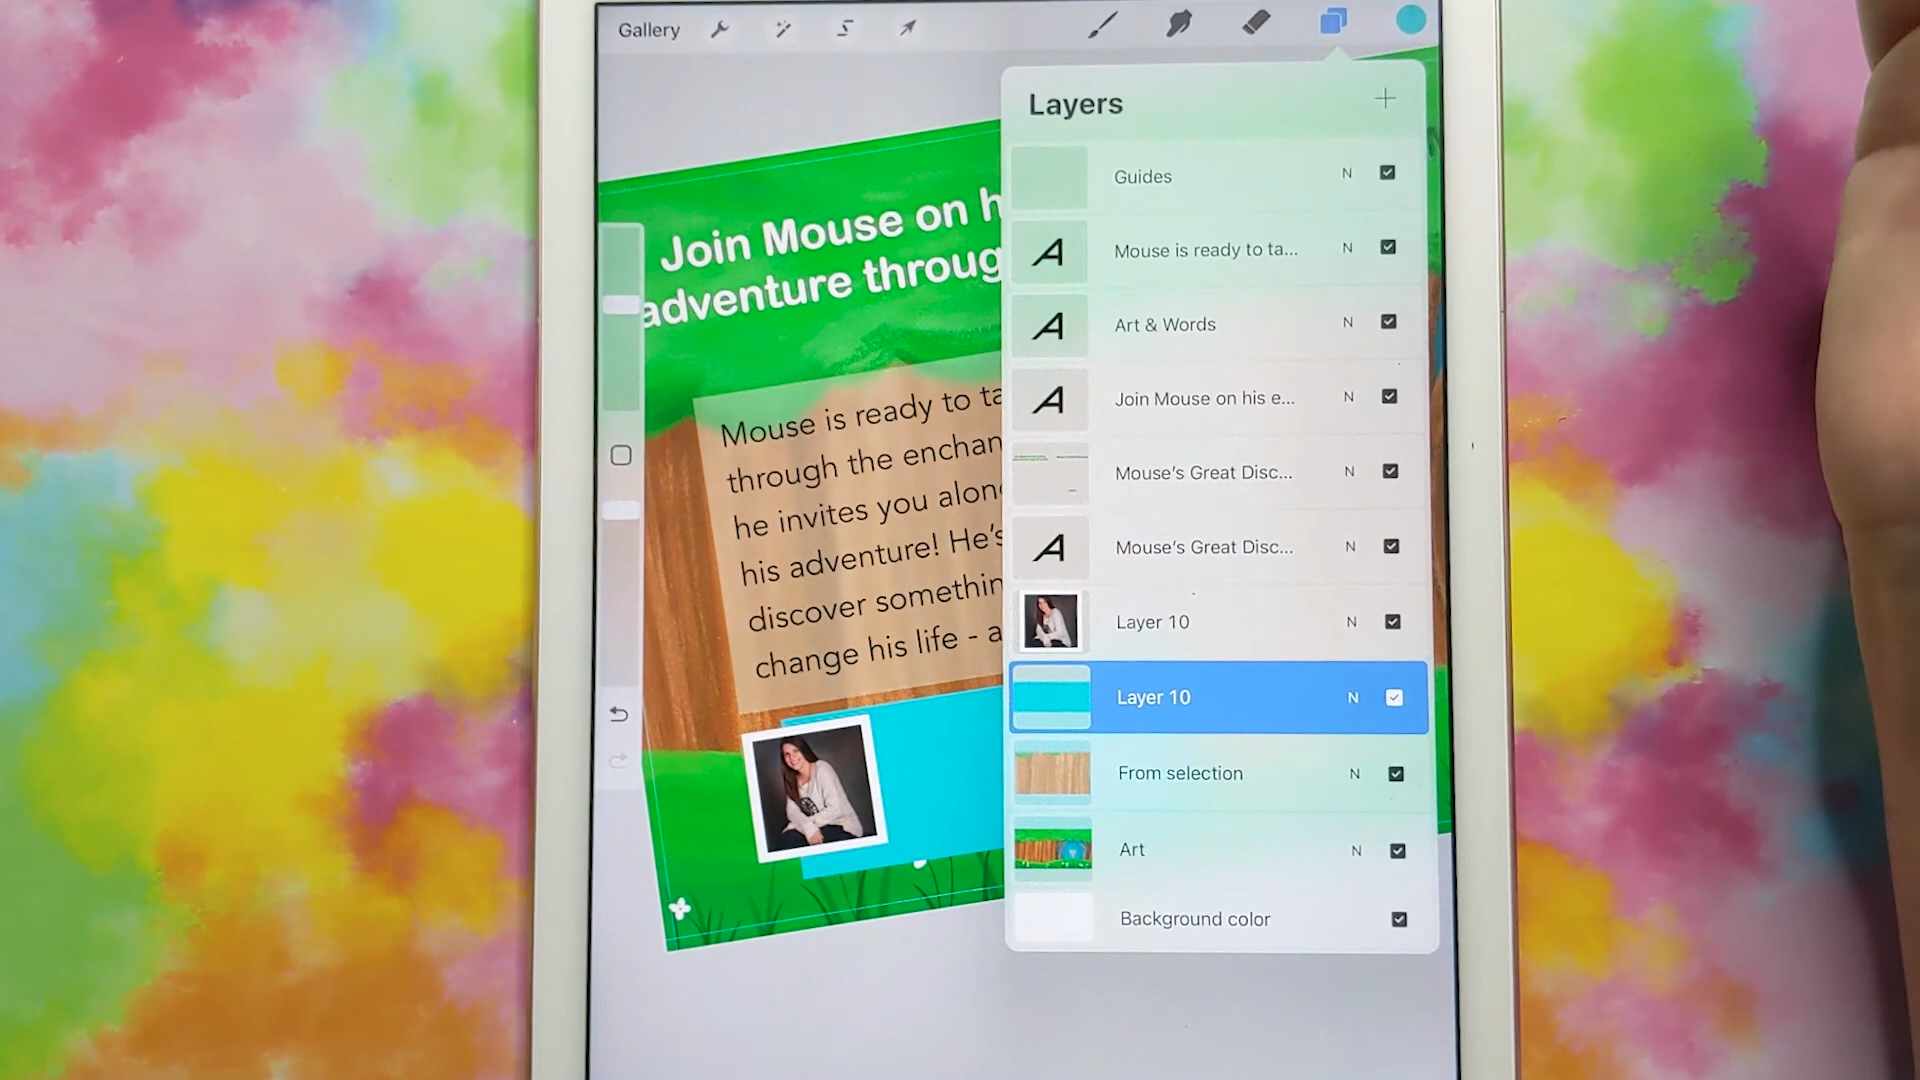 Gallery
Layers
Guides N
Mouse is ready to ta... N
Art & Words N
Join Mouse on his e... N
Mouse's Great Disc... N
Mouse's Great Disc... N
Layer 10 N
Layer 10 N
From selection N
Art N
Background color
Join Mouse on h
adventure throug
Mouse is ready to ta
through the enchan
he invites you along
his adventure! He's
discover somethin
change his life - a